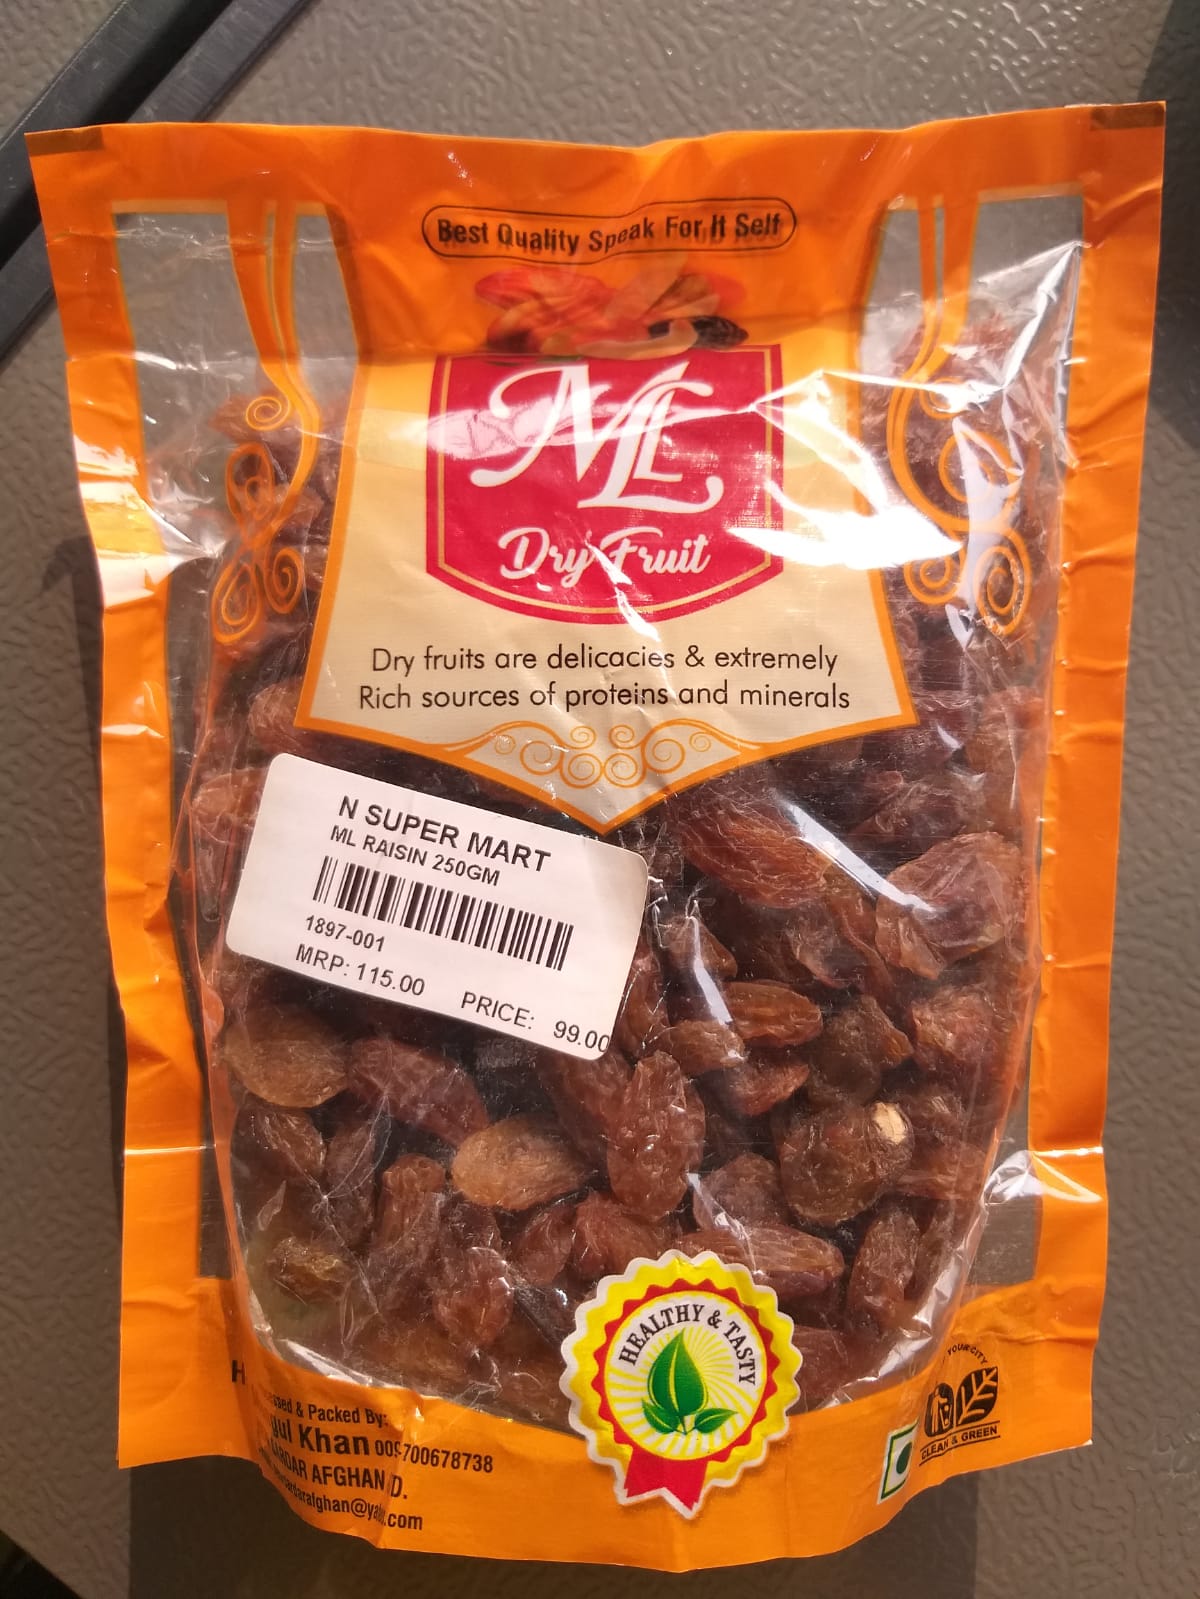 Best Quality Speak For It Self
ML
Dry Fruit
Dry fruits are delicacies & extremely
Rich sources of proteins and minerals
N SUPER MART
ML RAISIN 250GM
1897-001
MRP: 115.00 PRICE: 99.00
HEALTHY & TASTY
& Packed By:
Khan
AFGHAN
YOUR CITY
CLEAN & GREEN